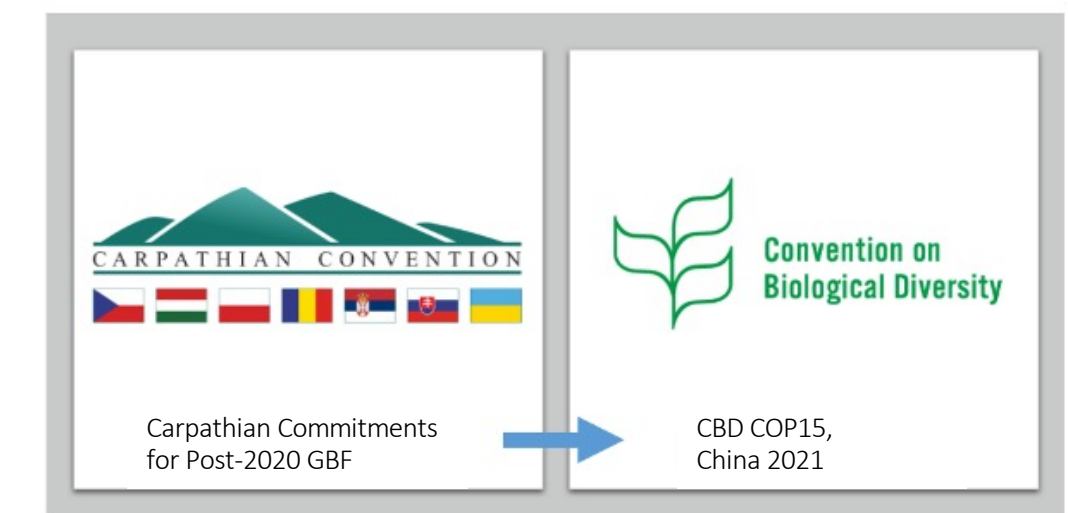 CARPATHIAN CONVENTION
Carpathian Commitments
for Post-2020 GBF
Convention on
Biological Diversity
CBD COP15,
China 2021